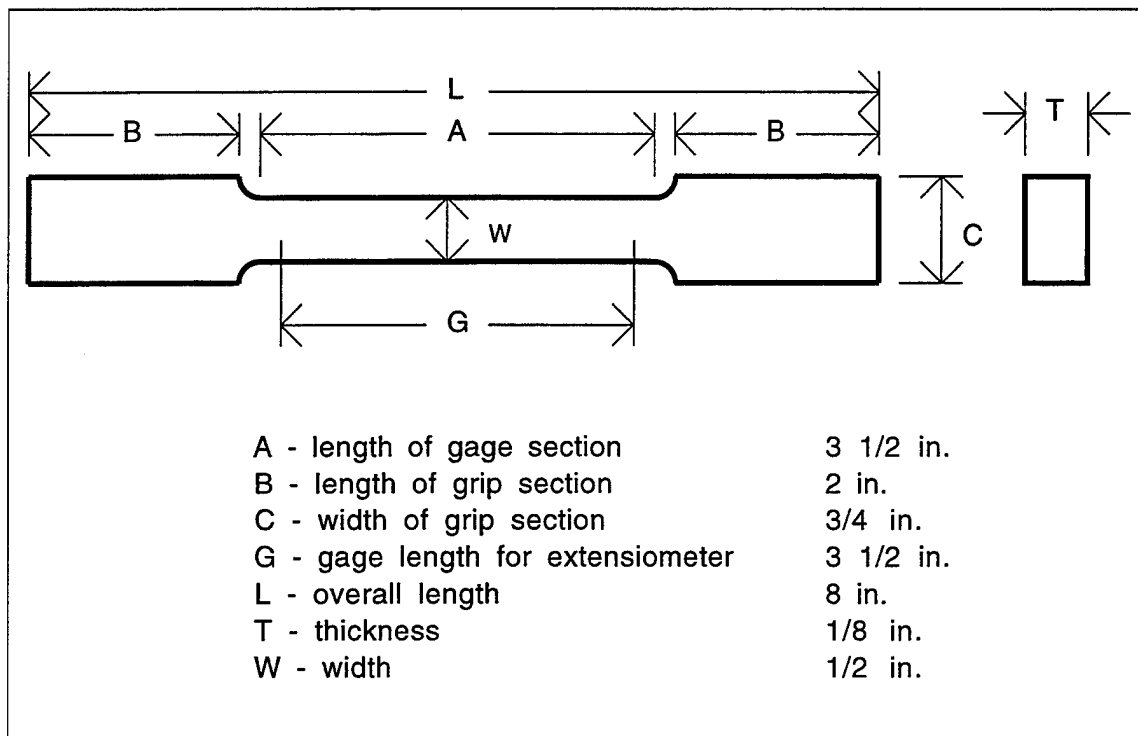 L
B A B T
W C
G
A - length of gage section 3 1/2 in.
B - length of grip section 2 in.
C - width of grip section 3/4 in.
G - gage length for extensiometer 3 1/2 in.
L - overall length 8 in.
T - thickness 1/8 in.
W - width 1/2 in.